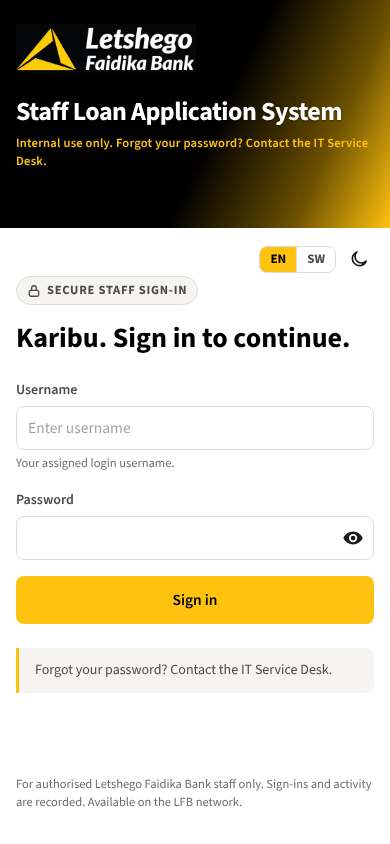 Letshego
Faidika Bank
Staff Loan Application System
Internal use only. Forgot your password? Contact the IT Service
Desk.
EN SW
SECURE STAFF SIGN-IN
Karibu. Sign in to continue.
Username
Enter username
Your assigned login username.
Password
Sign in
Forgot your password? Contact the IT Service Desk.
For authorised Letshego Faidika Bank staff only. Sign-ins and activity
are recorded. Available on the LFB network.